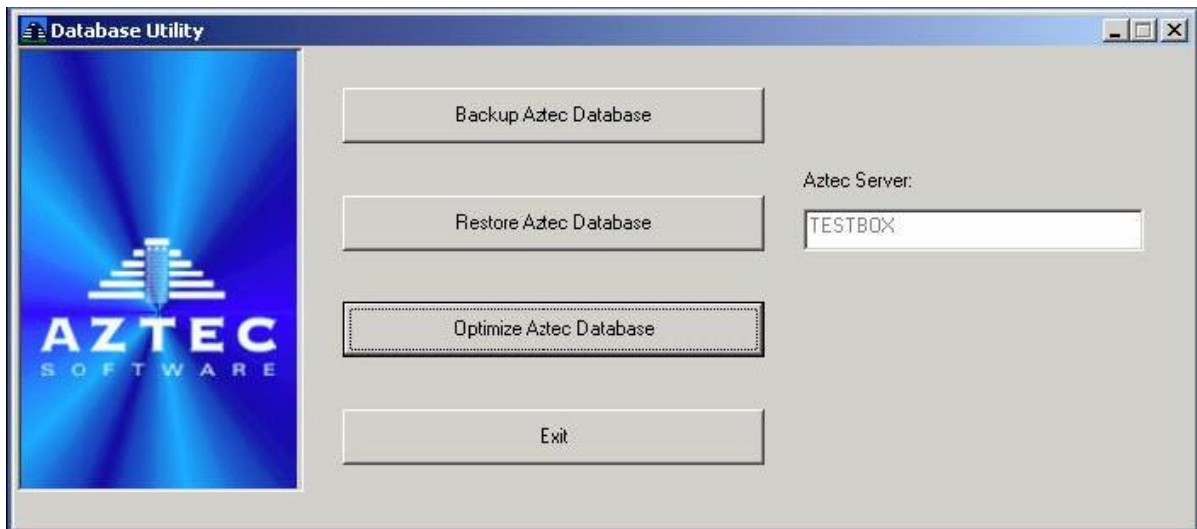 Database Utility
Backup Aztec Database
Aztec Server:
Restore Aztec Database
TESTBOX
Optimize Aztec Database
AZTEC
SOFTWARE
Exit